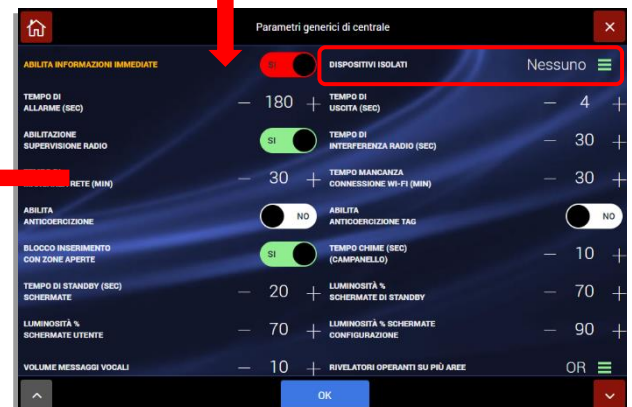 Parametri generici di centrale
ABILITA INFORMAZIONI IMMEDIATE
SI
DISPOSITIVI ISOLATI
Nessuno
TEMPO DI
ALLARME (SEC)
— 180 +
TEMPO DI
USCITA (SEC)
— 4 +
ABILITAZIONE
SUPERVISIONE RADIO
SI
TEMPO DI
INTERFERENZA RADIO (SEC)
— 30 +
RETE (MIN)
— 30 +
TEMPO MANCANZA
CONNESSIONE WI-FI (MIN)
— 30 +
ABILITA
ANTICOERCIZIONE
NO
ABILITA
ANTICOERCIZIONE TAG
NO
BLOCCO INSERIMENTO
CON ZONE APERTE
SI
TEMPO CHIME (SEC)
(CAMPANELLO)
— 10 +
TEMPO DI STANDBY (SEC)
SCHERMATE
— 20 +
LUMINOSITÀ %
SCHERMATE DI STANDBY
— 70 +
LUMINOSITÀ %
SCHERMATE UTENTE
— 70 +
LUMINOSITÀ % SCHERMATE
CONFIGURAZIONE
— 90 +
VOLUME MESSAGGI VOCALI
— 10 +
RIVELATORI OPERANTI SU PIÙ AREE
OR
OK